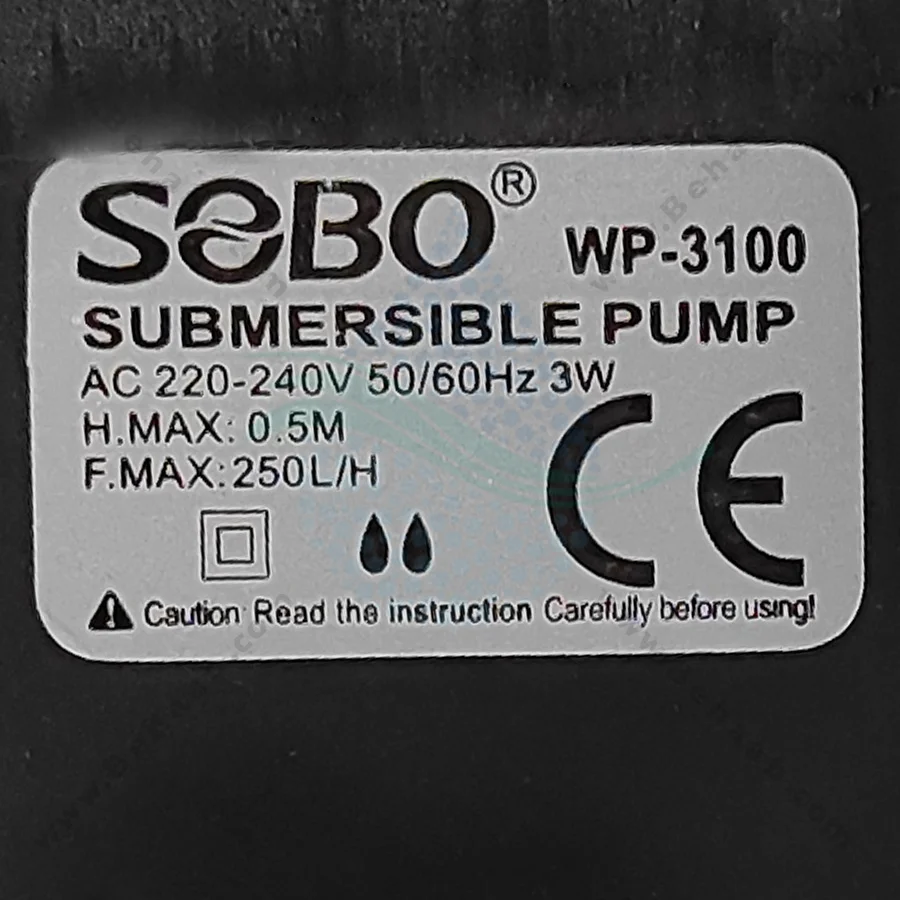 SOBO®
WP-3100
SUBMERSIBLE PUMP
AC 220-240V 50/60Hz 3W
H.MAX: 0.5M
F.MAX:250L/H
CE
Caution Read the instruction Carefully before using!